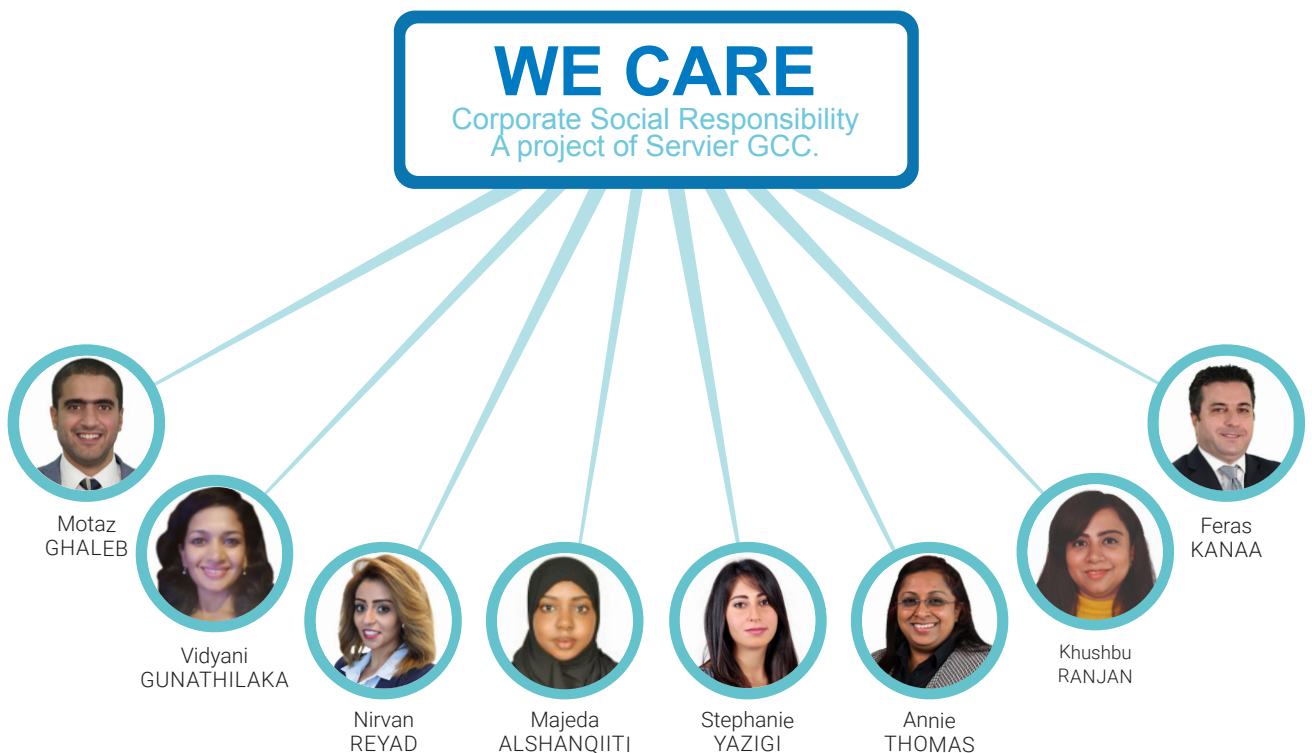 WE CARE
Corporate Social Responsibility
A project of Servier GCC.
Motaz
GHALEB
Vidyani
GUNATHILAKA
Nirvan
REYAD
Majeda
ALSHANQIITI
Stephanie
YAZIGI
Annie
THOMAS
Khushbu
RANJAN
Feras
KANAA